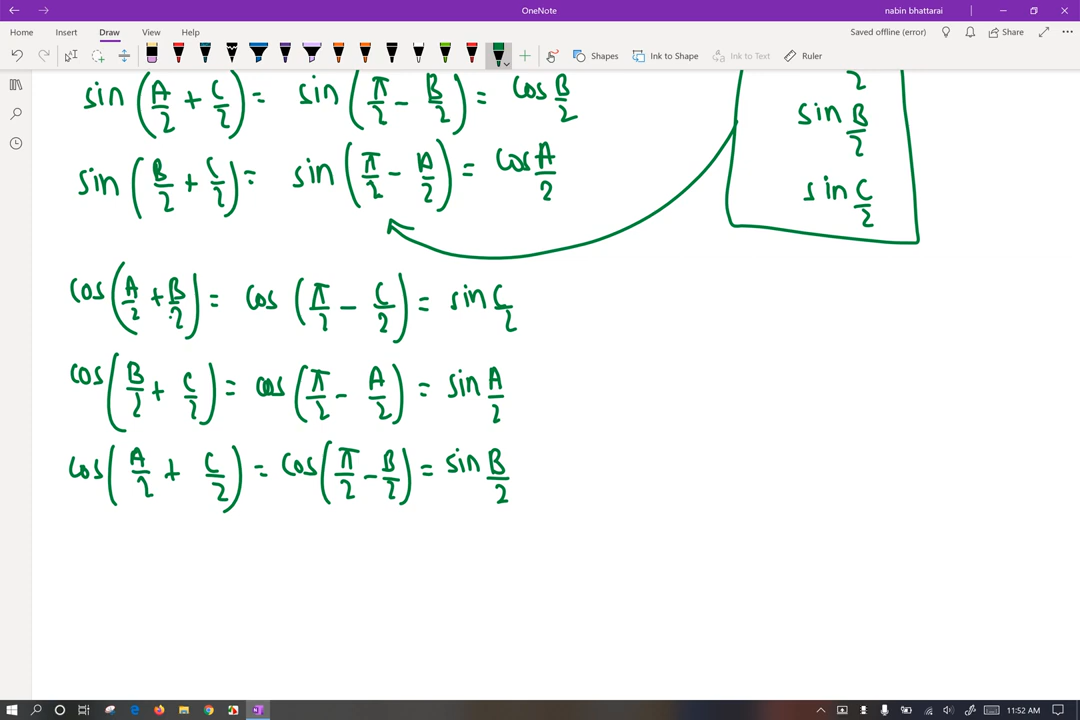 OneNote
nabin bhattarai
Home Insert Draw View Help
Saved offline (error)
Share
Shapes
Ink to Shape
Ink to Text
Ruler
sin(A/2 + C/2) = sin(π/2 - B/2) = cos B/2
sin(B/2 + C/2) = sin(π/2 - A/2) = cos A/2
2
sin B/2
sin C/2
cos(A/2 + B/2) = cos(π/2 - C/2) = sin C/2
cos(B/2 + C/2) = cos(π/2 - A/2) = sin A/2
cos(A/2 + C/2) = cos(π/2 - B/2) = sin B/2
11:52 AM